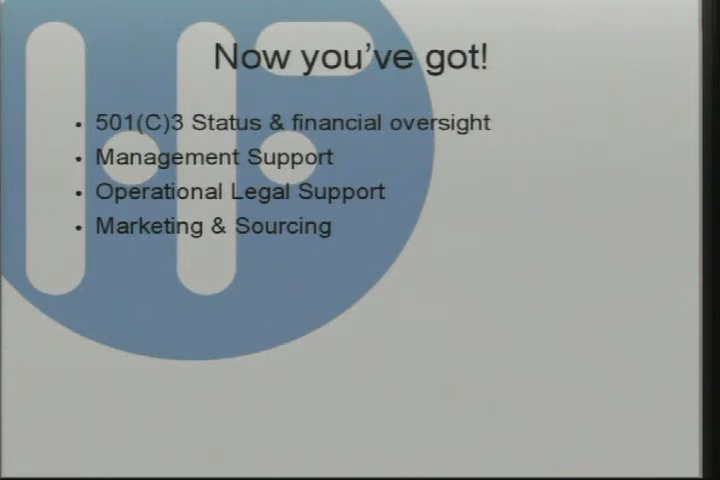 Now you've got!
• 501(C)3 Status & financial oversight
• Management Support
• Operational Legal Support
• Marketing & Sourcing